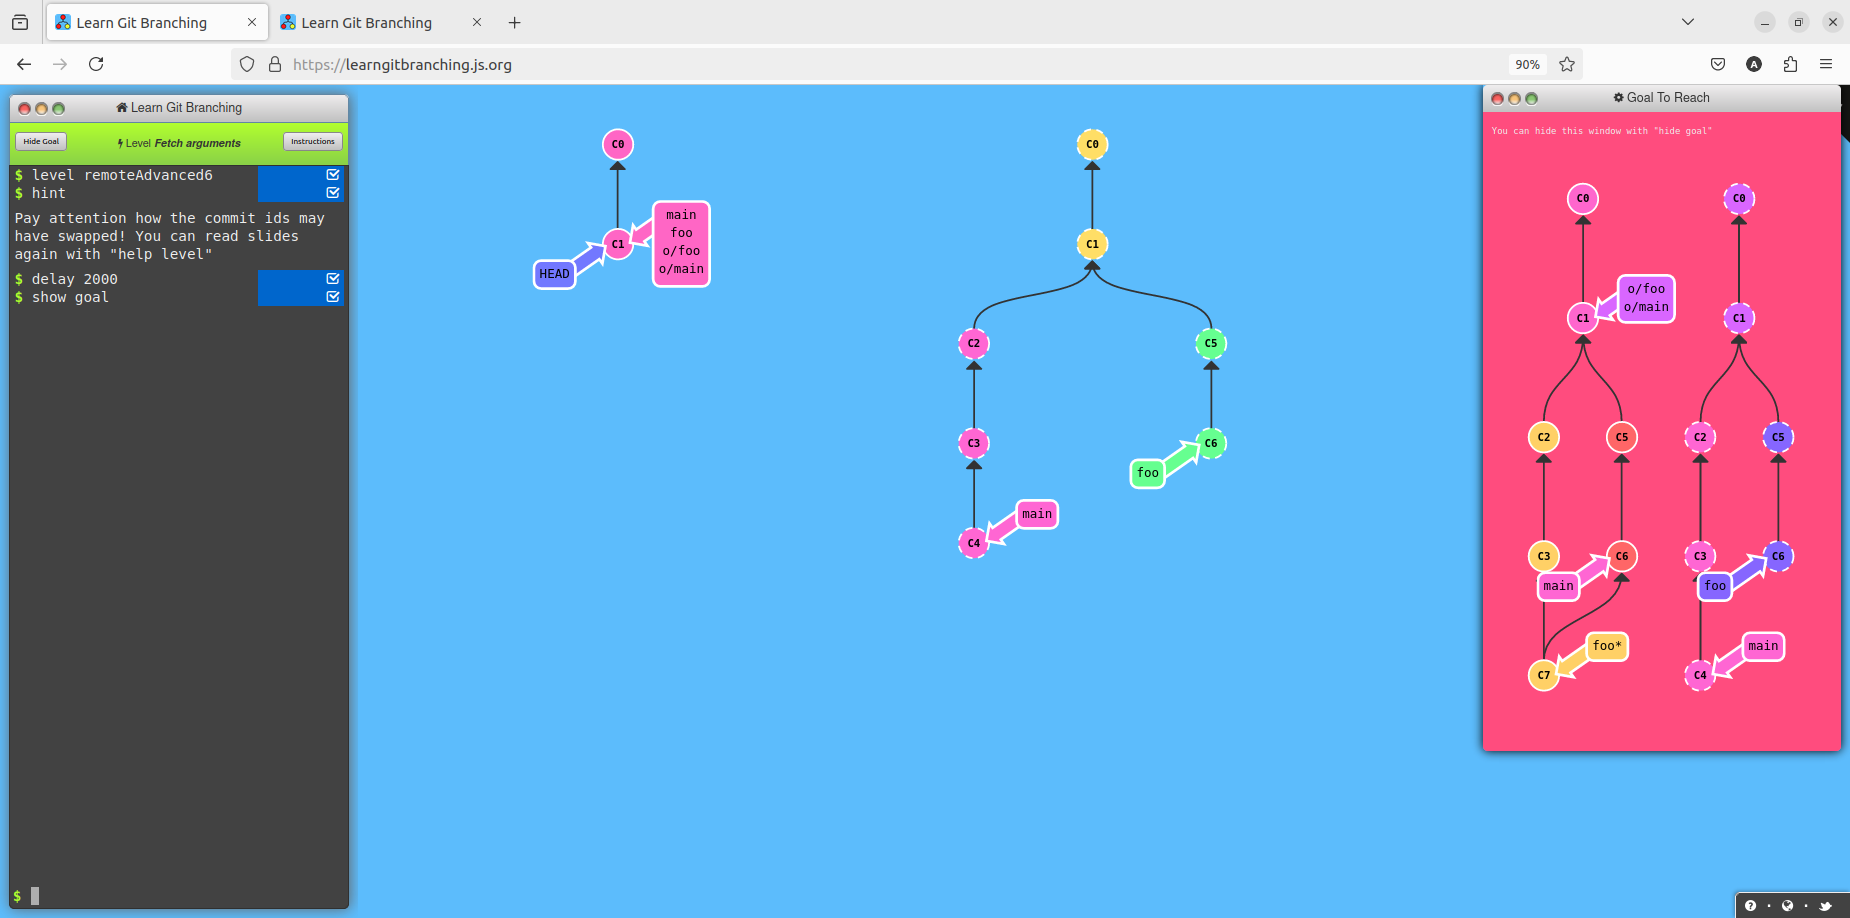 Learn Git Branching
Learn Git Branching
https://learngitbranching.js.org
90%
A
Learn Git Branching
Hide Goal
Level Fetch arguments
Instructions
$ level remoteAdvanced6
$ hint
Pay attention how the commit ids may
have swapped! You can read slides
again with "help level"
$ delay 2000
$ show goal
$
C0
C1
main
foo
o/foo
o/main
HEAD
C0
C1
C2
C5
C3
C6
foo
main
C4
Goal To Reach
You can hide this window with "hide goal"
C0
C0
o/foo
o/main
C1
C1
C2
C5
C2
C5
C3
C6
C3
C6
main
foo
foo*
main
C7
C4